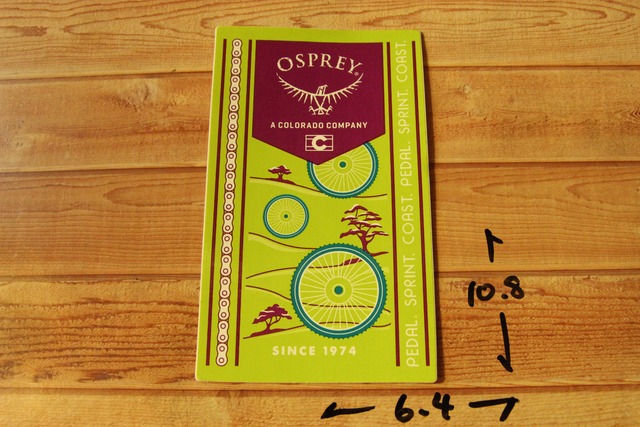 OSPREY®
A COLORADO COMPANY
C
SINCE 1974
PEDAL. SPRINT. COAST. PEDAL. SPRINT. COAST.
10.8
6.4